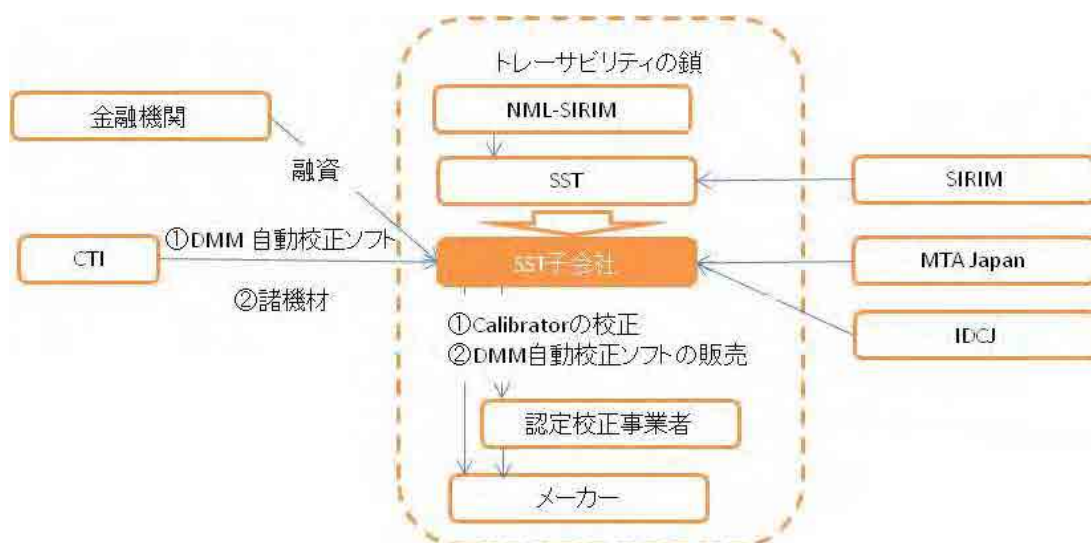 トレーサビリティの鎖
金融機関
NML-SIRIM
融資
SST
SIRIM
CTI
①DMM 自動校正ソフト
②諸機材
SST子会社
MTA Japan
IDCJ
①Calibratorの校正
②DMM自動校正ソフトの販売
認定校正事業者
メーカー